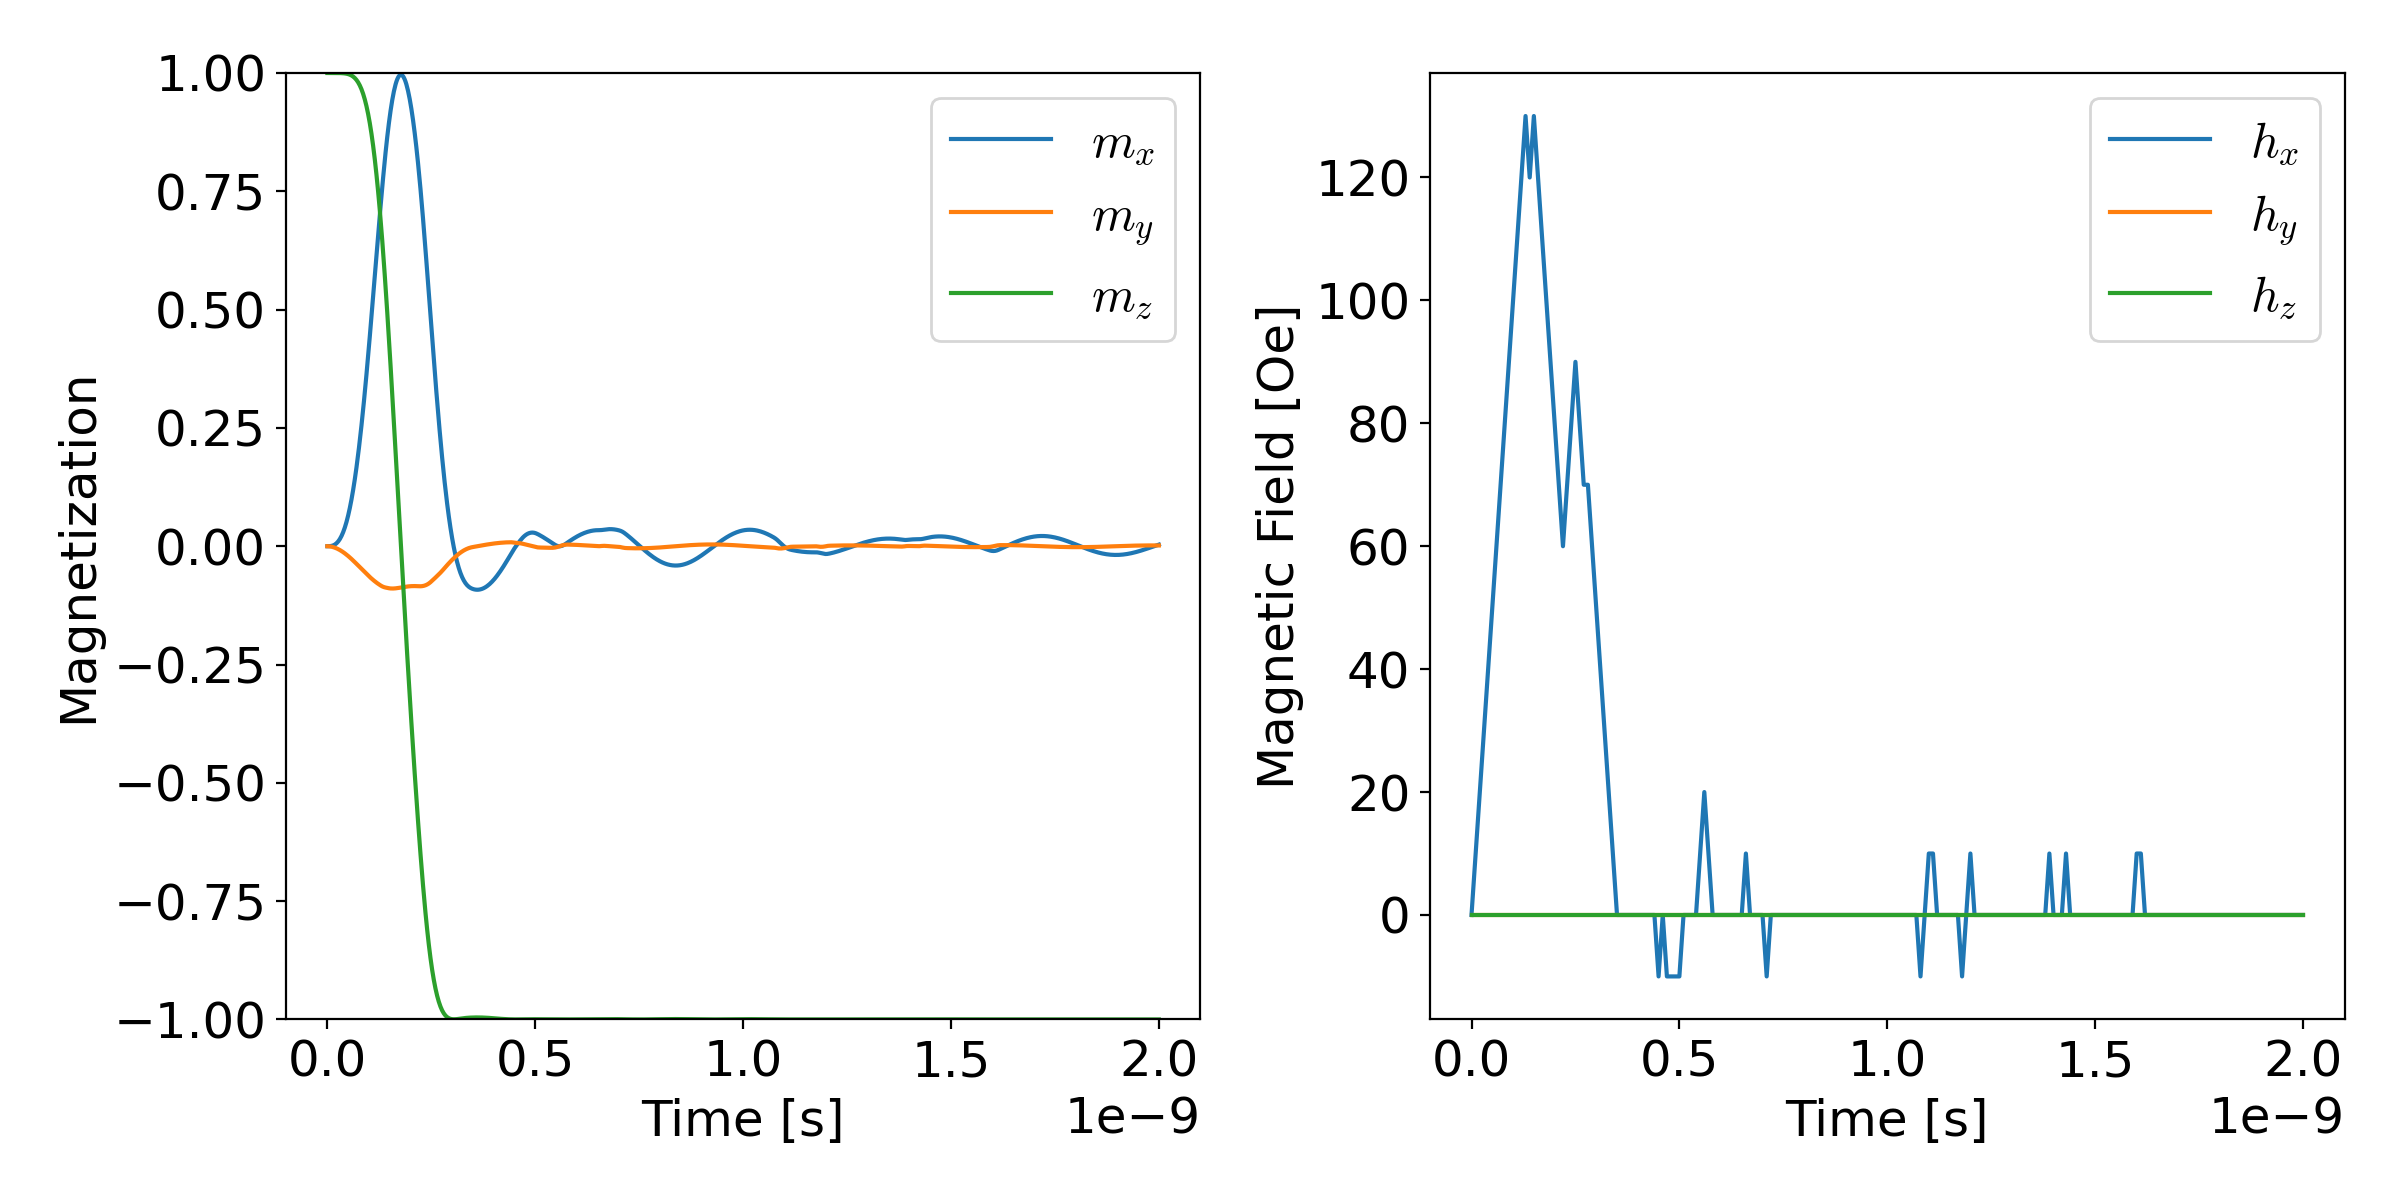 Magnetization
1.00
0.75
0.50
0.25
0.00
−0.25
−0.50
−0.75
−1.00
0.0 0.5 1.0 1.5 2.0
Time [s]
1e−9
m_x
m_y
m_z
Magnetic Field [Oe]
120
100
80
60
40
20
0
0.0 0.5 1.0 1.5 2.0
Time [s]
1e−9
h_x
h_y
h_z